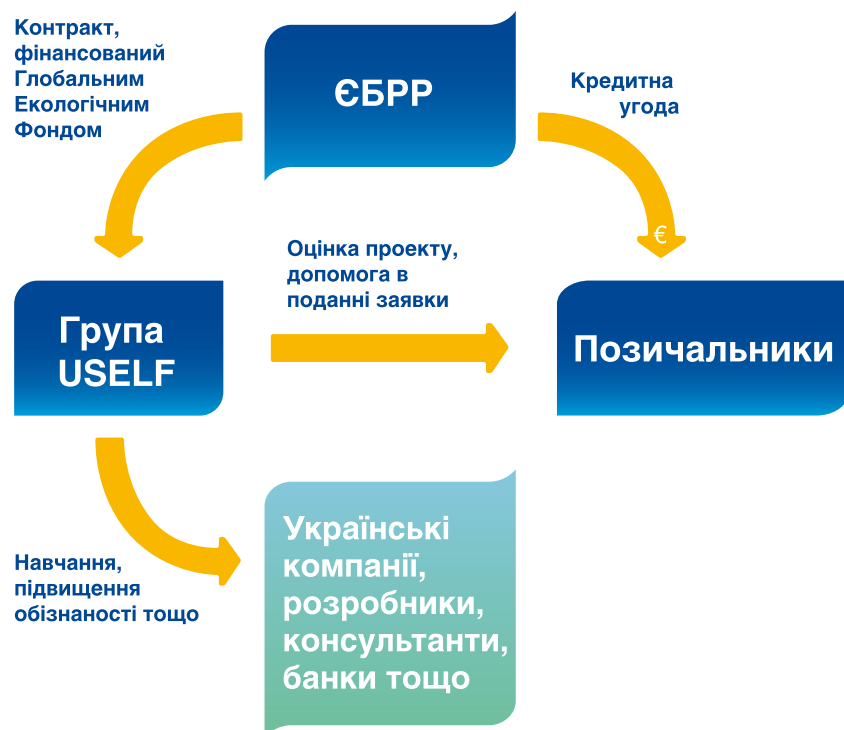 Контракт,
фінансований
Глобальним
Екологічним
Фондом
ЄБРР
Кредитна
угода
€
Оцінка проекту,
допомога в
поданні заявки
Група
USELF
Позичальники
Навчання,
підвищення
обізнаності тощо
Українські
компанії,
розробники,
консультанти,
банки тощо